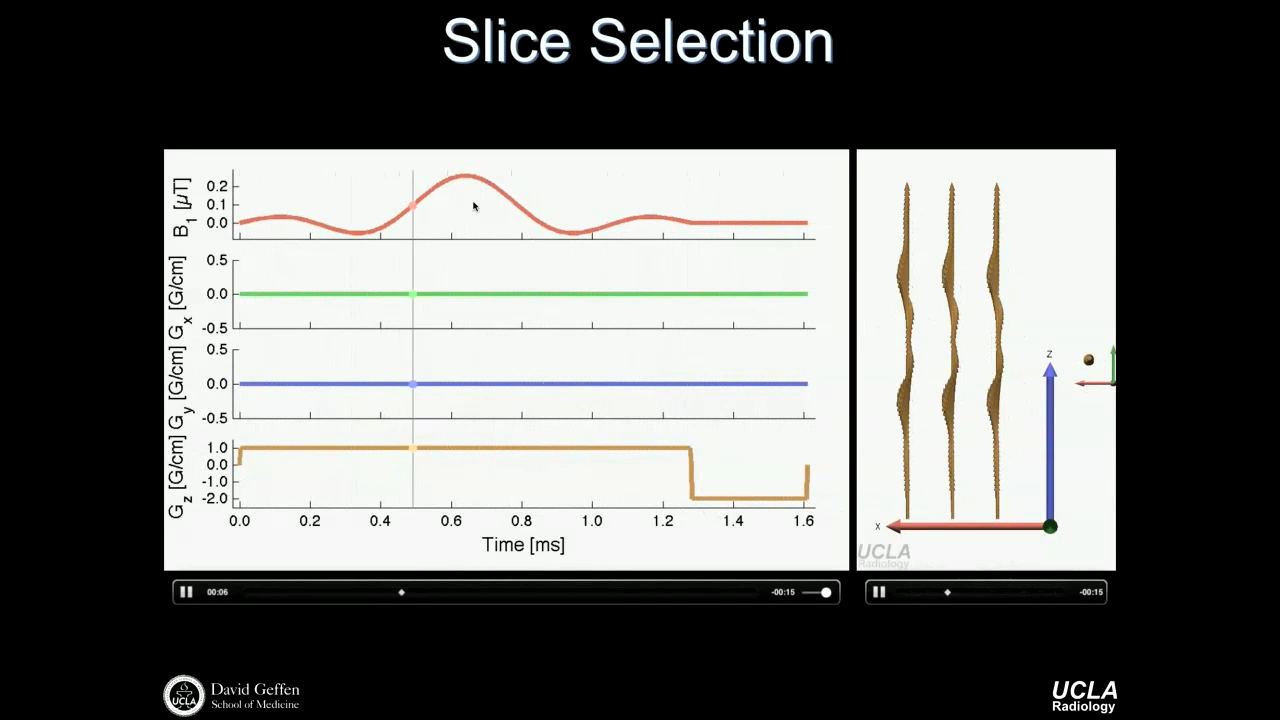 Slice Selection
B1 [µT]
0.2
0.1
0.0
Gx [G/cm]
0.5
0.0
-0.5
Gy [G/cm]
0.5
0.0
-0.5
Gz [G/cm]
1.0
0.0
-1.0
-2.0
0.0 0.2 0.4 0.6 0.8 1.0 1.2 1.4 1.6
Time [ms]
Z
X
UCLA
Radiology
00:06 -00:15
-00:15
UCLA
David Geffen
School of Medicine
UCLA
Radiology